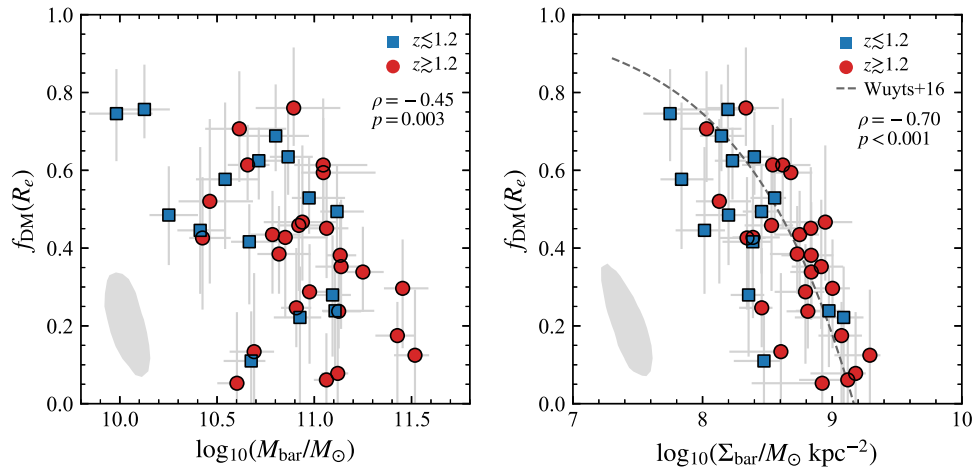 1.0
0.8
0.6
0.4
0.2
0.0
f_DM(R_e)
z≲1.2
z≳1.2
ρ = −0.45
p = 0.003
10.0 10.5 11.0 11.5
log₁₀(M_bar/M_⊙)
1.0
0.8
0.6
0.4
0.2
0.0
f_DM(R_e)
z≲1.2
z≳1.2
Wuyts+16
ρ = −0.70
p < 0.001
7 8 9 10
log₁₀(Σ_bar/M_⊙ kpc⁻²)